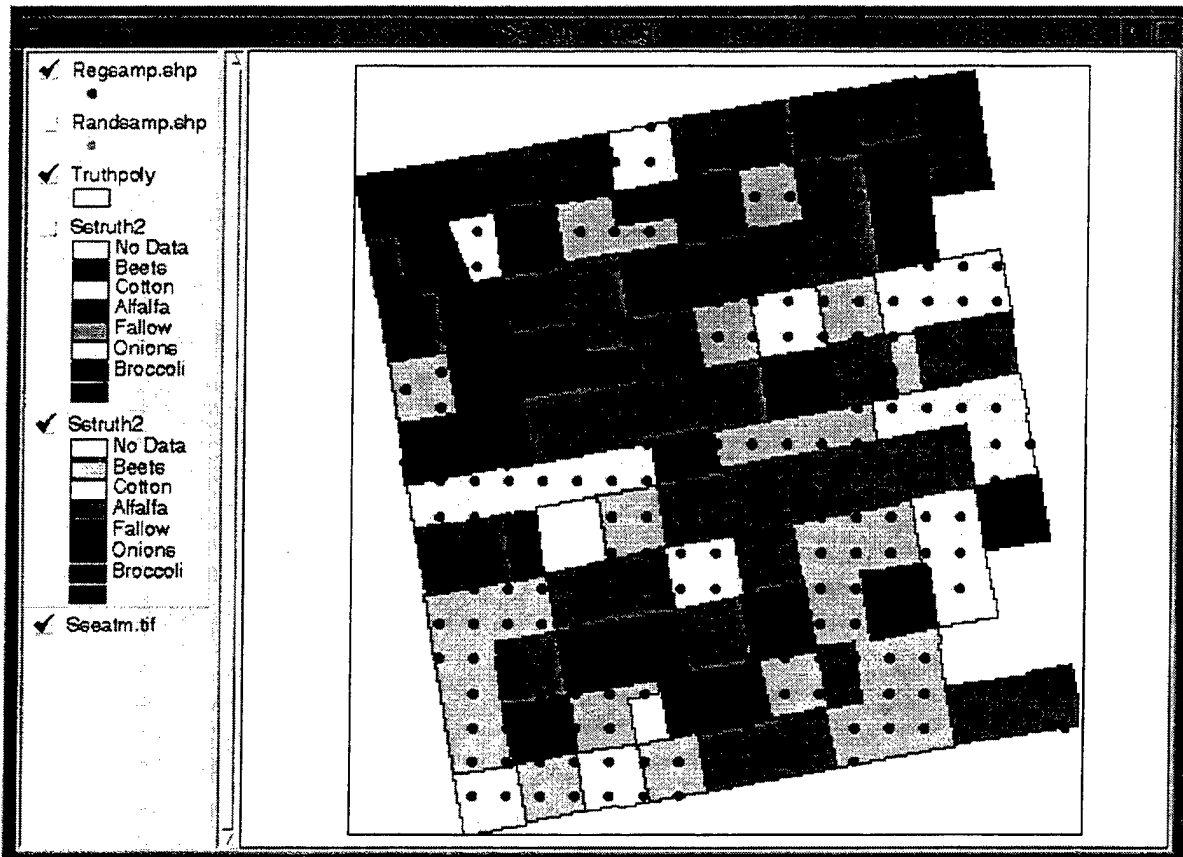 Regsamp.shp
Randsamp.shp
Truthpoly
Sstruth2
No Data
Beets
Cotton
Alfalfa
Fallow
Onions
Broccoli
Sstruth2
No Data
Beets
Cotton
Alfalfa
Fallow
Onions
Broccoli
Sseatm.tif